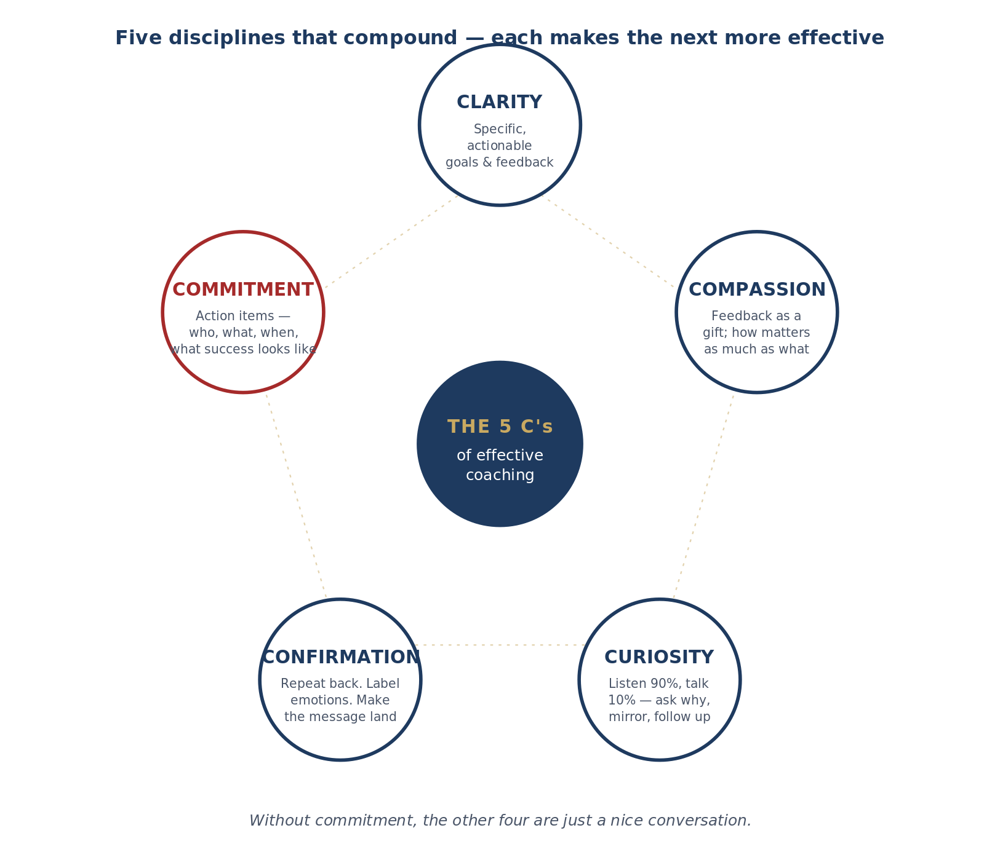 Five disciplines that compound — each makes the next more effective
CLARITY
Specific,
actionable
goals & feedback
COMMITMENT
Action items —
who, what, when,
what success looks like
COMPASSION
Feedback as a
gift; how matters
as much as what
THE 5 C's
of effective
coaching
CONFIRMATION
Repeat back. Label
emotions. Make
the message land
CURIOSITY
Listen 90%, talk
10% — ask why,
mirror, follow up
Without commitment, the other four are just a nice conversation.